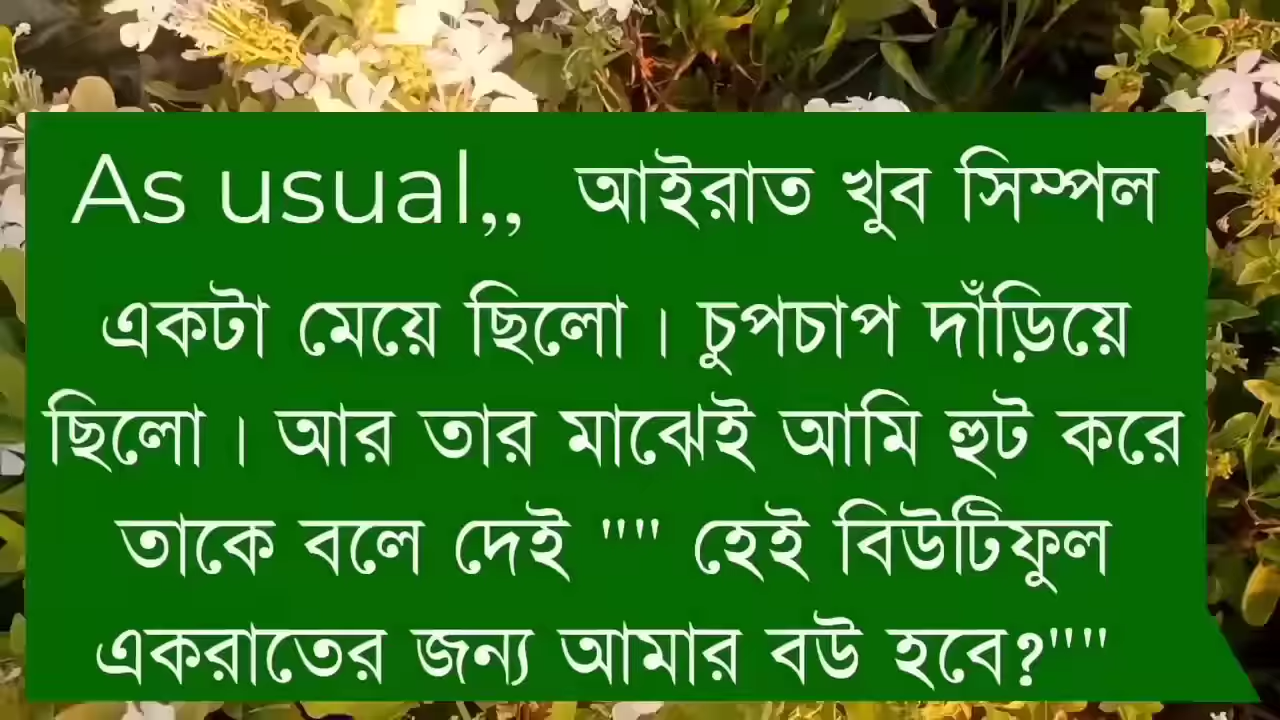 As usual,, আইরাত খুব সিম্পল
একটা মেয়ে ছিলো। চুপচাপ দাঁড়িয়ে
ছিলো। আর তার মাঝেই আমি হুট করে
তাকে বলে দেই """ হেই বিউটিফুল
একরাতের জন্য আমার বউ হবে?"""